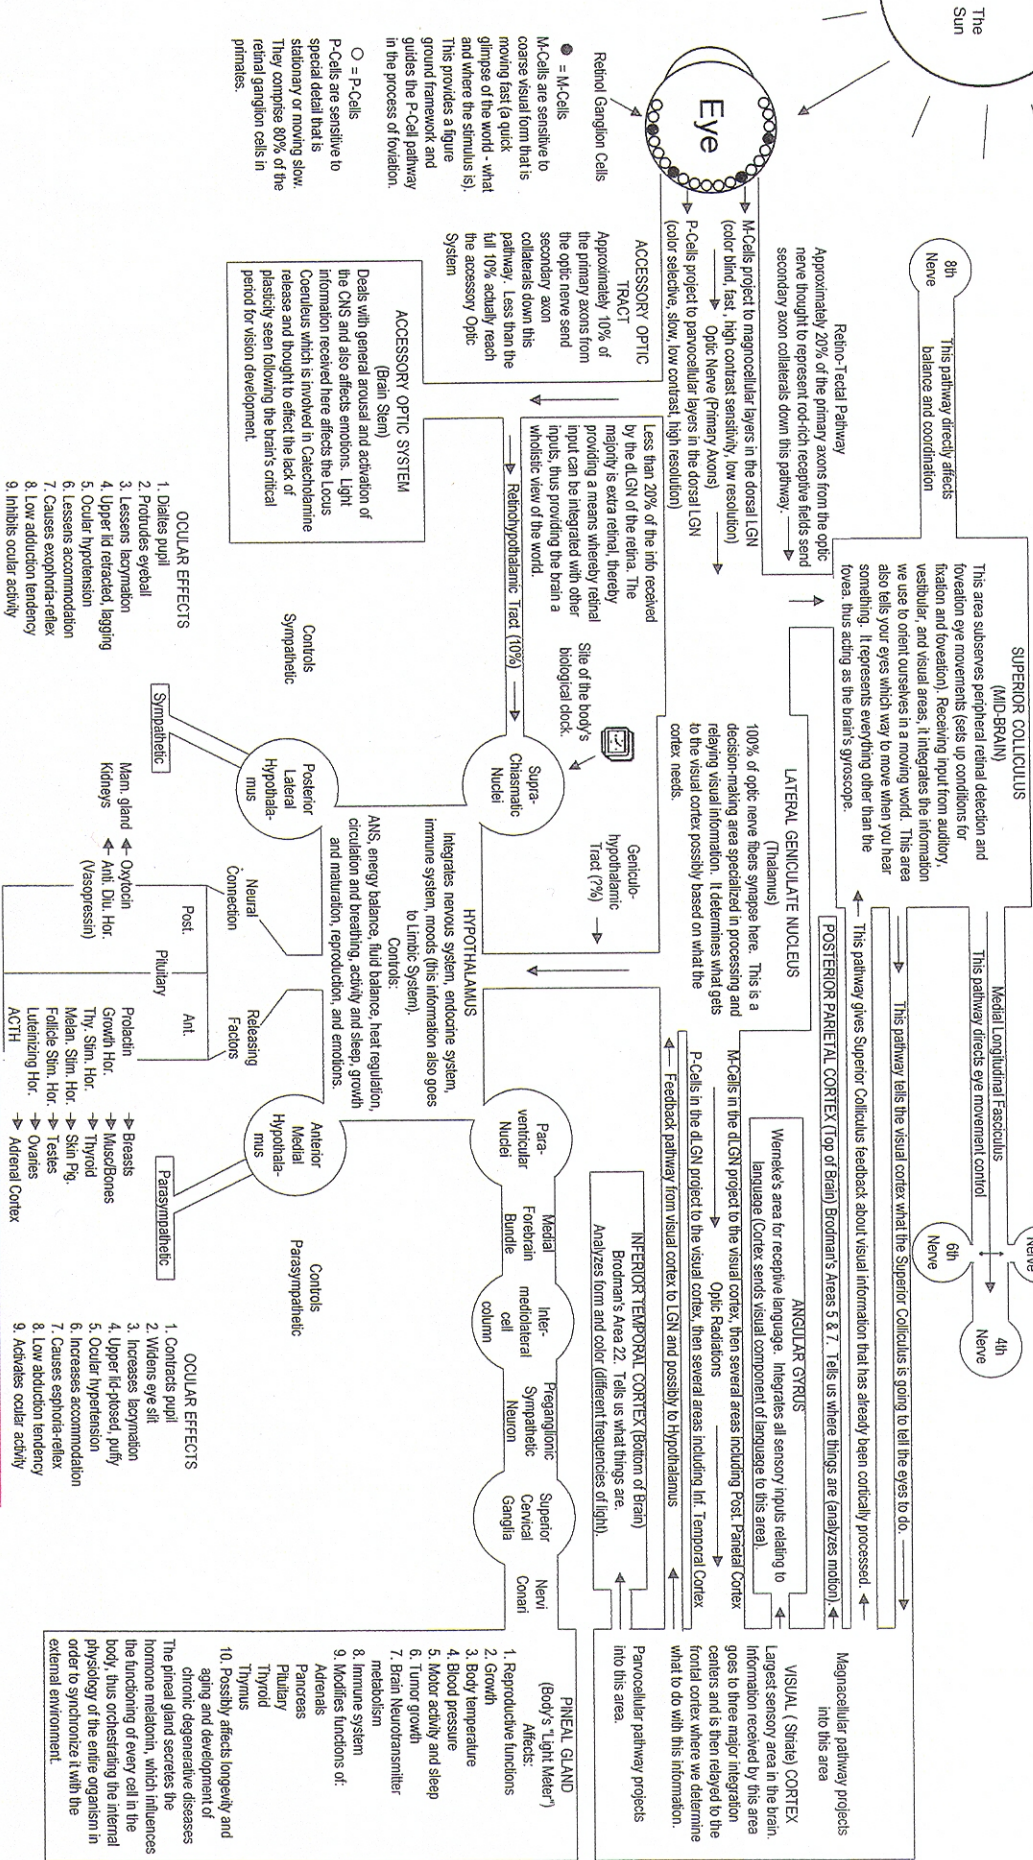 The
Sun
Eye
Retinol Ganglion Cells
= M-Cells
M-Cells are sensitive to
coarse visual form that is
moving fast (a quick
glimpse of the world - what
and where the stimulus is).
This provides a figure
ground framework and
guides the P-Cell pathway
in the process of foviation.
= P-Cells
P-Cells are sensitive to
special detail that is
stationary or moving slow.
They comprise 80% of the
retinal ganglion cells in
primates.
8th
Nerve
This pathway directly affects
balance and coordination
Retino-Tectal Pathway
Approximately 20% of the primary axons from the optic
nerve thought to represent rod-rich receptive fields send
secondary axon collaterals down this pathway.
M-Cells project to magnocellular layers in the dorsal LGN
(color blind, fast , high contrast sensitivity, low resolution)
Optic Nerve (Primary Axons)
P-Cells project to parvocellular layers in the dorsal LGN
(color selective, slow, low contrast, high resolution)
ACCESSORY OPTIC
TRACT
Approximately 10% of
the primary axons from
the optic nerve send
secondary axon
collaterals down this
pathway. Less than the
full 10% actually reach
the accessory Optic
System
ACCESSORY OPTIC SYSTEM
(Brain Stem)
Deals with general arousal and activation of
the CNS and also affects emotions. Light
information received here affects the Locus
Coeruleus which is involved in Catecholamine
release and thought to effect the lack of
plasticity seen following the brain's critical
period for vision development.
SUPERIOR COLLICULUS
(MID-BRAIN)
This area subserves peripheral retinal detection and
foveation eye movements (sets up conditions for
fixation and foveation). Receiving input from auditory,
vestibular, and visual areas, it integrates the information
we use to orient ourselves in a moving world. This area
also tells your eyes which way to move when you hear
something. It represents everything other than the
fovea. thus acting as the brain's gyroscope.
Less than 20% of the info received
by the dLGN of the retina. The
majority is extra retinal, thereby
providing a means whereby retinal
input can be integrated with other
inputs, thus providing the brain a
wholistic view of the world.
Retinohypothalamic Tract (10%)
LATERAL GENICULATE NUCLEUS
(Thalamus)
100% of optic nerve fibers synapse here. This is a
decision-making area specialized in processing and
relaying visual information. It determines what gets
to the visual cortex possibly based on what the
cortex needs.
Site of the body's
biological clock.
Supra-
Chiasmatic
Nuclei
Geniculo-
hypothalamic
Tract (?%)
HYPOTHALAMUS
Integrates nervous system, endocrine system,
immune system, moods (this information also goes
to Limbic System).
Controls:
ANS, energy balance, fluid balance, heat regulation,
circulation and breathing, activity and sleep, growth
and maturation, reproduction, and emotions.
Posterior
Lateral
Hypothala-
mus
Controls
Sympathetic
Sympathetic
OCULAR EFFECTS
1. Dialtes pupil
2. Protrudes eyeball
3. Lessens lacymation
4. Upper lid retracted, lagging
5. Ocular hypotension
6. Lessens accommodation
7. Causes exophoria-reflex
8. Low adduction tendency
9. Inhibits ocular activity
Neural
Connection
Releasing
Factors
Post.
Pituitary
Ant.
Mam. gland
Oxytocin
Kidneys
Anti. Diu. Hor.
(Vasopressin)
Prolactin
Breasts
Growth Hor.
Musc/Bones
Thy. Stim. Hor.
Thyroid
Melan. Stim. Hor.
Skin Pig.
Follicle Stim. Hor.
Testes
Luteinizing Hor.
Ovaries
ACTH
Adrenal Cortex
Anterior
Medial
Hypothala-
mus
Controls
Parasympathetic
Parasympathetic
OCULAR EFFECTS
1. Contracts pupil
2. Widens eye slit
3. Increases lacymation
4. Upper lid-ptosed, puffy
5. Ocular hypertension
6. Increases accommodation
7. Causes esphoria-reflex
8. Low abduction tendency
9. Activates ocular activity
Medial Longitudinal Fasciculus
This pathway directs eye movement control
Nerve
6th
Nerve
4th
Nerve
This pathway tells the visual cortex what the Superior Colliculus is going to tell the eyes to do.
This pathway gives Superior Colliculus feedback about visual information that has already been cortically processed.
POSTERIOR PARIETAL CORTEX (Top of Brain) Brodman's Areas 5 & 7. Tells us where things are (analyzes motion).
ANGULAR GYRUS
Werneke's area for receptive language. Integrates all sensory inputs relating to
language (Cortex sends visual component of language to this area).
M-Cells in the dLGN project to the visual cortex, then several areas including Post. Parietal Cortex
Optic Radiations
P-Cells in the dLGN project to the visual cortex, then several areas including Inf. Temporal Cortex
Feedback pathway from visual cortex to LGN and possibly to Hypothalamus
INFERIOR TEMPORAL CORTEX (Bottom of Brain)
Brodman's Area 22. Tells us what things are.
Analyzes form and color (different frequencies of light).
Para-
ventricular
Nuclei
Medial
Forebrain
Bundle
Inter-
mediolateral
cell
column
Preganglionic
Sympathetic
Neuron
Superior
Cervical
Ganglia
Nervi
Conari
Magnacellular pathway projects
into this area
VISUAL ( Striate) CORTEX
Largest sensory area in the brain.
Information received by this area
goes to three major integration
centers and is then relayed to the
frontal cortex where we determine
what to do with this information.
Parvocellular pathway projects
into this area.
PINEAL GLAND
(Body's "Light Meter")
Affects:
1. Reproductive functions
2. Growth
3. Body temperature
4. Blood pressure
5. Motor activity and sleep
6. Tumor growth
7. Brain Neurotransmitter
metabolism
8. Immune system
9. Modifies functions of:
Adrenals
Pancreas
Pituitary
Thyroid
Thymus
10. Possibly affects longevity and
aging and development of
chronic degenerative diseases
The pineal gland secretes the
hormone melatonin, which influences
the functioning of every cell in the
body, thus orchestrating the internal
physiology of the entire organism in
order to synchronize it with the
external environment.